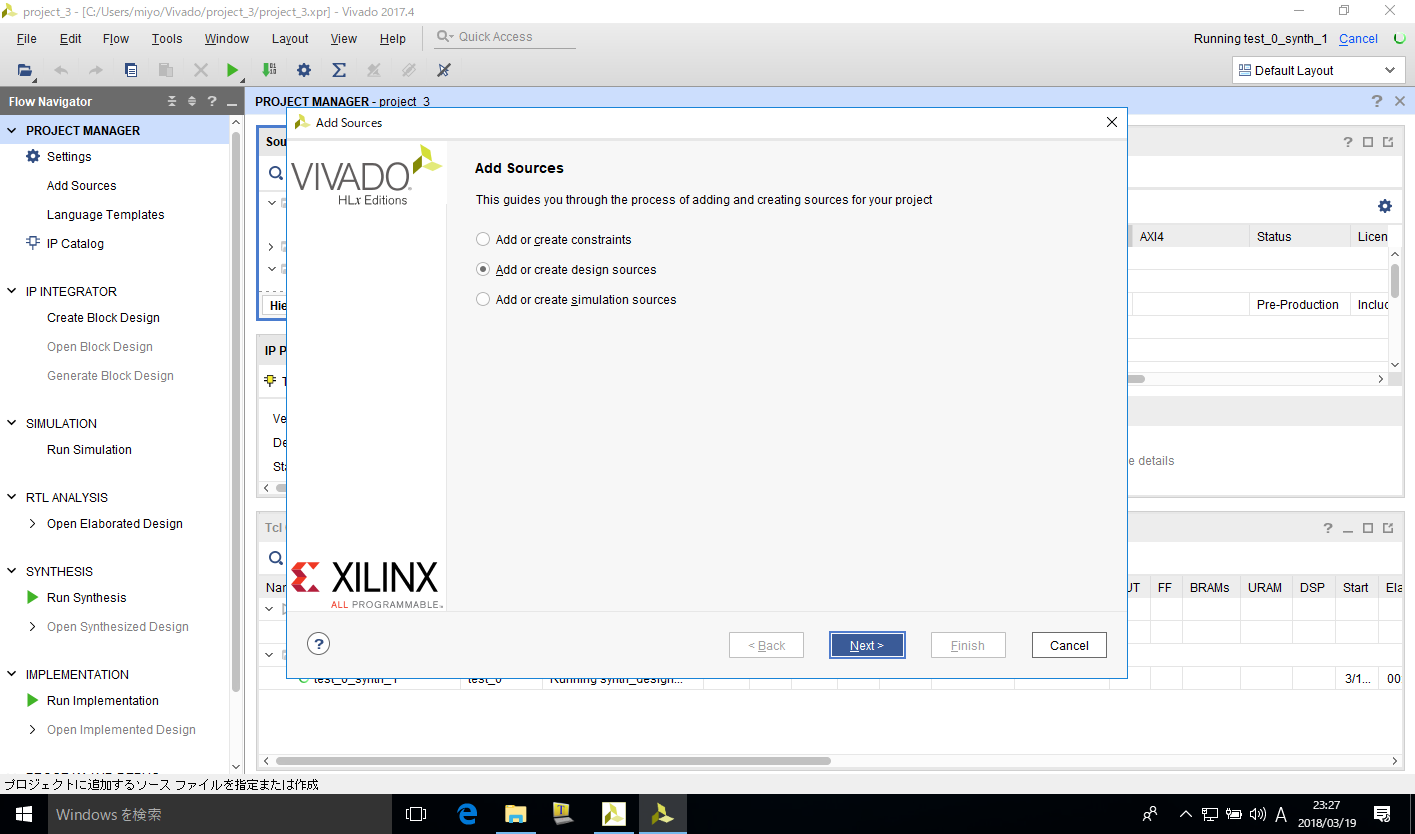 project_3 - [C:/Users/miyo/Vivado/project_3/project_3.xpr] - Vivado 2017.4
File Edit Flow Tools Window Layout View Help
Quick Access
Running test_0_synth_1 Cancel
Default Layout
Flow Navigator
PROJECT MANAGER - project_3
PROJECT MANAGER
Settings
Add Sources
Language Templates
IP Catalog
IP INTEGRATOR
Create Block Design
Open Block Design
Generate Block Design
SIMULATION
Run Simulation
RTL ANALYSIS
Open Elaborated Design
SYNTHESIS
Run Synthesis
Open Synthesized Design
IMPLEMENTATION
Run Implementation
Open Implemented Design
Sou
Hie
IP P
T
Ve
De
Sta
Tcl
Nar
Add Sources
VIVADO
HLx Editions
Add Sources
This guides you through the process of adding and creating sources for your project
Add or create constraints
Add or create design sources
Add or create simulation sources
XILINX
ALL PROGRAMMABLE
?
< Back
Next >
Finish
Cancel
AXI4 Status Licen
Pre-Production Includ
e details
UT FF BRAMs URAM DSP Start Ela
test_0_synth_1 test_0 Running synth_design... 3/1... 00
プロジェクトに追加するソース ファイルを指定または作成
Windows を検索
A
23:27
2018/03/19